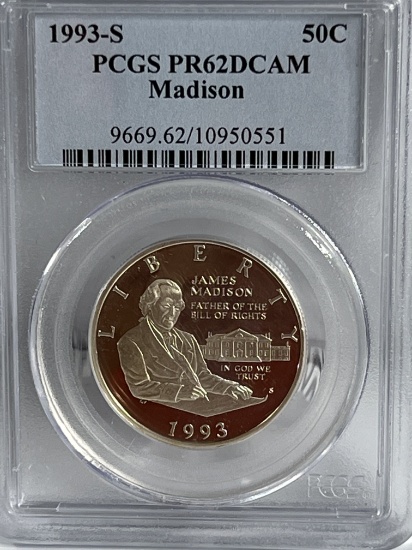 1993-S 50C
PCGS PR62DCAM
Madison
9669.62/10950551
LIBERTY
JAMES
MADISON
FATHER OF THE
BILL OF RIGHTS
IN GOD WE
TRUST
S
1993
PCGS